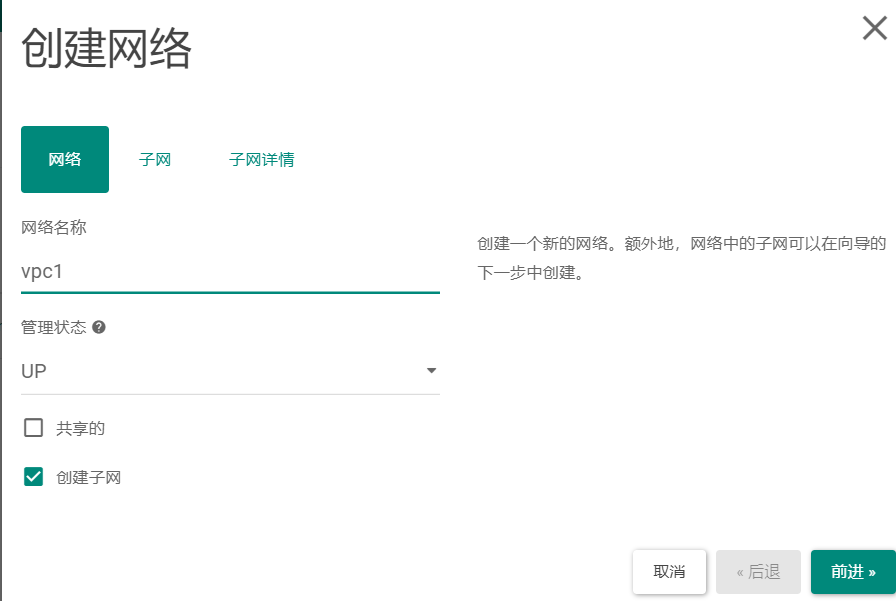 创建网络
网络
子网
子网详情
网络名称
vpc1
管理状态
UP
共享的
创建子网
创建一个新的网络。额外地，网络中的子网可以在向导的
下一步中创建。
取消
« 后退
前进 »